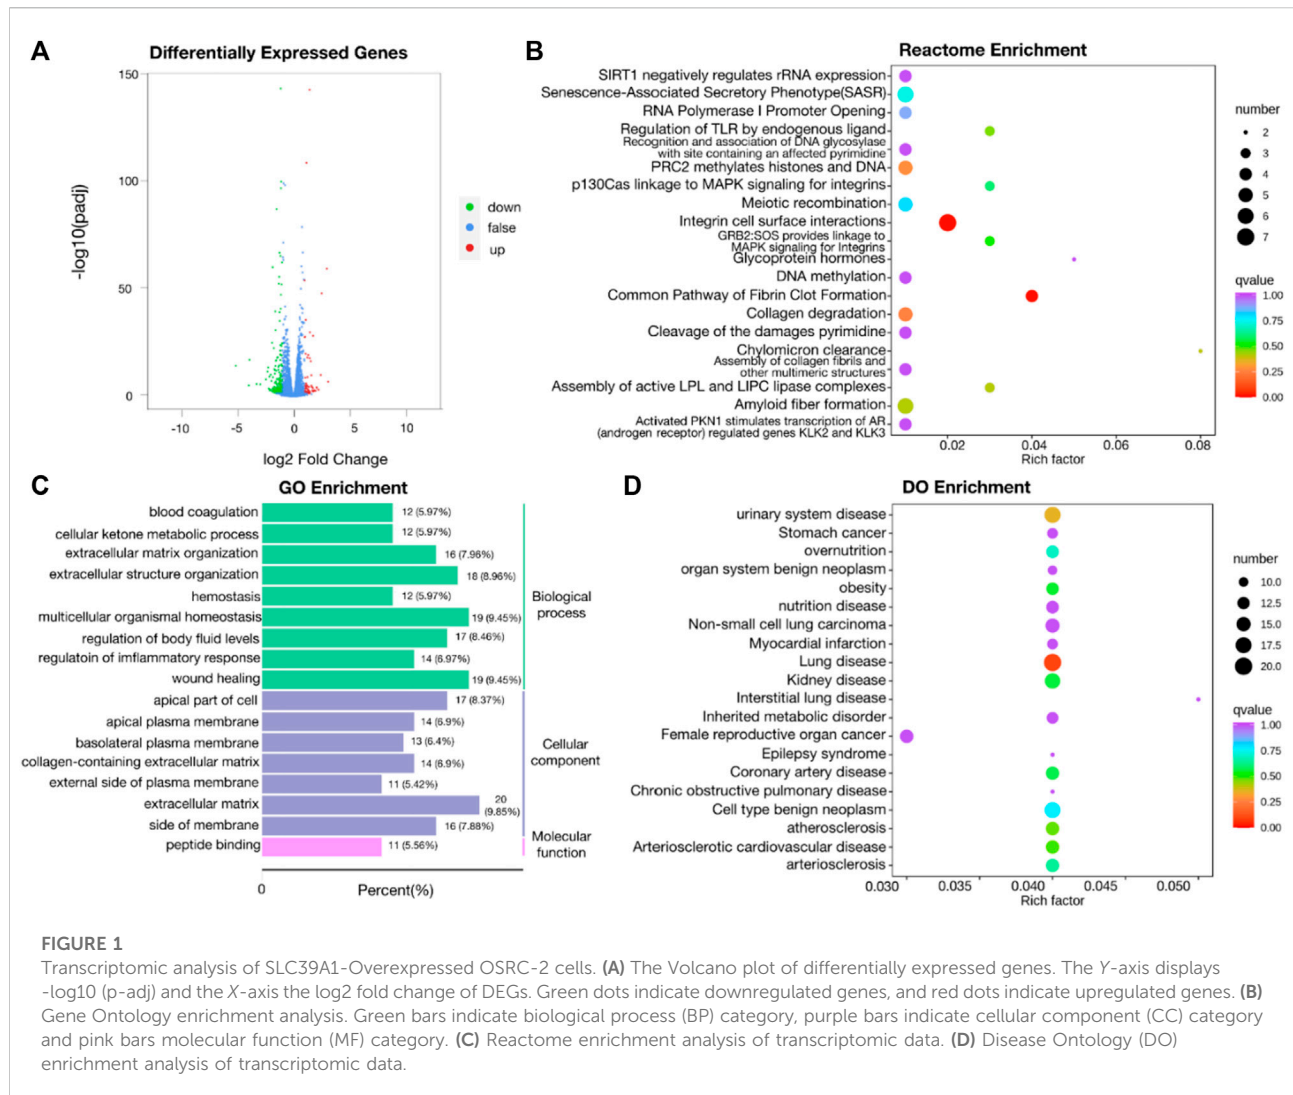 A
Differentially Expressed Genes
150
100
50
0
-log10(padj)
-10
-5
0
5
10
log2 Fold Change
down
false
up
B
Reactome Enrichment
SIRT1 negatively regulates rRNA expression
Senescence-Associated Secretory Phenotype(SASR)
RNA Polymerase I Promoter Opening
Regulation of TLR by endogenous ligand
Recognition and association of DNA glycosylase
with site containing an affected pyrimidine
PRC2 methylates histones and DNA
p130Cas linkage to MAPK signaling for integrins
Meiotic recombination
Integrin cell surface interactions
GRB2:SOS provides linkage to
MAPK signaling for Integrins
Glycoprotein hormones
DNA methylation
Common Pathway of Fibrin Clot Formation
Collagen degradation
Cleavage of the damages pyrimidine
Chylomicron clearance
Assembly of collagen fibrils and
other multimeric structures
Assembly of active LPL and LIPC lipase complexes
Amyloid fiber formation
Activated PKN1 stimulates transcription of AR
(androgen receptor) regulated genes KLK2 and KLK3
0.02
0.04
0.06
0.08
Rich factor
number
2
3
4
5
6
7
qvalue
1.00
0.75
0.50
0.25
0.00
C
GO Enrichment
blood coagulation 12 (5.97%)
cellular ketone metabolic process 12 (5.97%)
extracellular matrix organization 16 (7.96%)
extracellular structure organization 18 (8.96%)
hemostasis 12 (5.97%)
multicellular organismal homeostasis 19 (9.45%)
regulation of body fluid levels 17 (8.46%)
regulatoin of imflammatory response 14 (6.97%)
wound healing 19 (9.45%)
apical part of cell 17 (8.37%)
apical plasma membrane 14 (6.9%)
basolateral plasma membrane 13 (6.4%)
collagen-containing extracellular matrix 14 (6.9%)
external side of plasma membrane 11 (5.42%)
extracellular matrix 20
(9.85%)
side of membrane 16 (7.88%)
peptide binding 11 (5.56%)
Biological
process
Cellular
component
Molecular
function
0
Percent(%)
D
DO Enrichment
urinary system disease
Stomach cancer
overnutrition
organ system benign neoplasm
obesity
nutrition disease
Non-small cell lung carcinoma
Myocardial infarction
Lung disease
Kidney disease
Interstitial lung disease
Inherited metabolic disorder
Female reproductive organ cancer
Epilepsy syndrome
Coronary artery disease
Chronic obstructive pulmonary disease
Cell type benign neoplasm
atherosclerosis
Arteriosclerotic cardiovascular disease
arteriosclerosis
0.030
0.035
0.040
0.045
0.050
Rich factor
number
10.0
12.5
15.0
17.5
20.0
qvalue
1.00
0.75
0.50
0.25
0.00
FIGURE 1
Transcriptomic analysis of SLC39A1-Overexpressed OSRC-2 cells. (A) The Volcano plot of differentially expressed genes. The Y-axis displays
-log10 (p-adj) and the X-axis the log2 fold change of DEGs. Green dots indicate downregulated genes, and red dots indicate upregulated genes. (B)
Gene Ontology enrichment analysis. Green bars indicate biological process (BP) category, purple bars indicate cellular component (CC) category
and pink bars molecular function (MF) category. (C) Reactome enrichment analysis of transcriptomic data. (D) Disease Ontology (DO)
enrichment analysis of transcriptomic data.